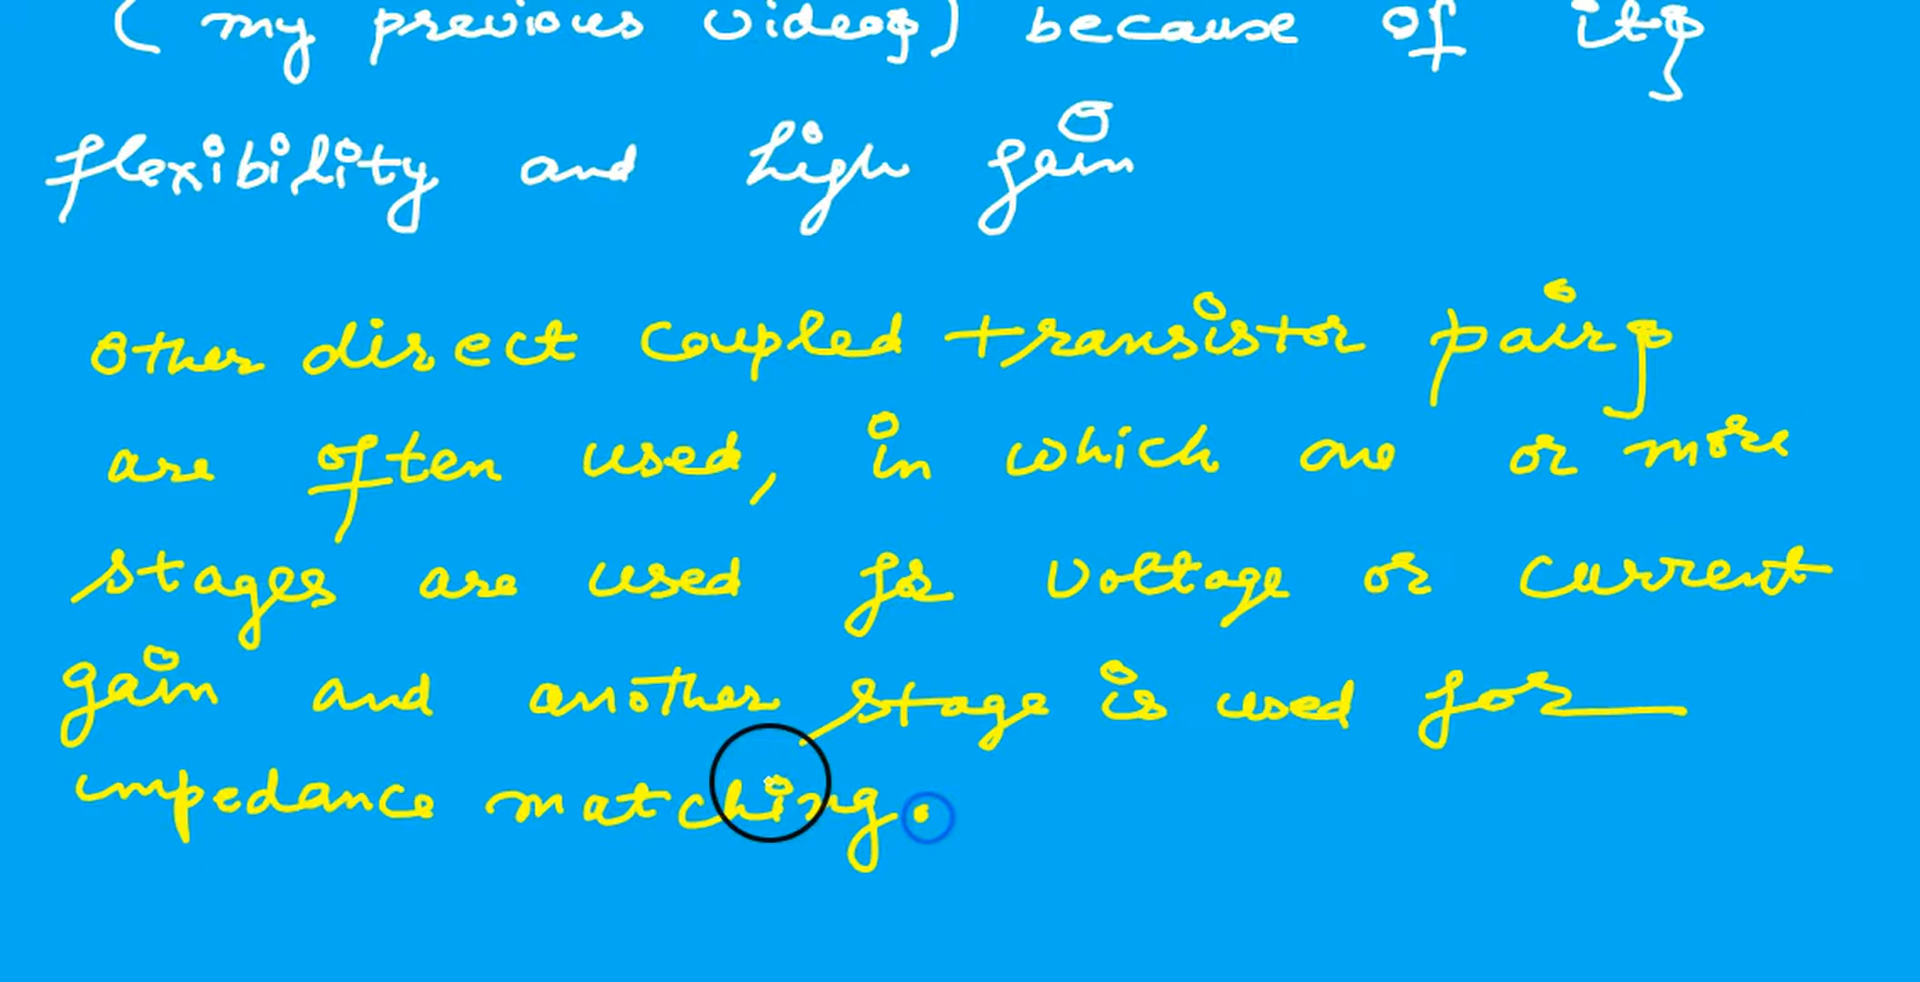 (my previous videos) because of its
flexibility and high gain
Other direct coupled transistor pairs
are often used, in which one or more
stages are used for voltage or current
gain and another stage is used for
impedance matching.